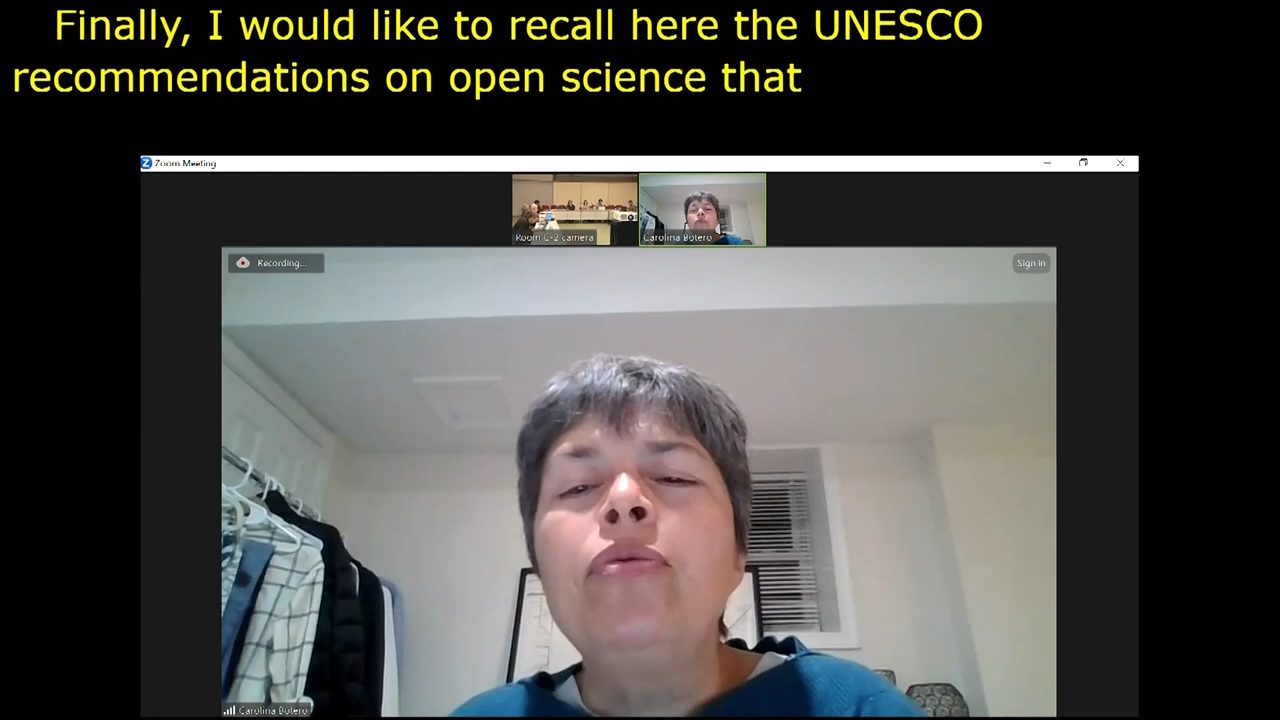 Finally, I would like to recall here the UNESCO
recommendations on open science that
Zoom Meeting
Room C-2 camera
Carolina Botero
Recording...
Sign in
Carolina Botero